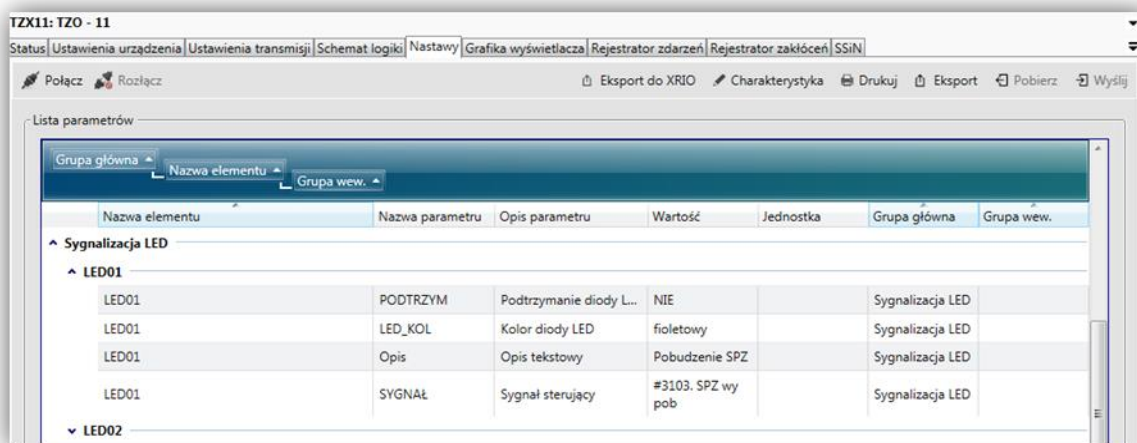 TZX11: TZO - 11
Status Ustawienia urządzenia Ustawienia transmisji Schemat logiki Nastawy Grafika wyświetlacza Rejestrator zdarzeń Rejestrator zakłóceń SSiN
Połącz Rozłącz Eksport do XRIO Charakterystyka Drukuj Eksport Pobierz Wyślij
Lista parametrów
Grupa główna
Nazwa elementu
Grupa wew.
Nazwa elementu Nazwa parametru Opis parametru Wartość Jednostka Grupa główna Grupa wew.
Sygnalizacja LED
LED01
LED01 PODTRZYM Podtrzymanie diody L... NIE Sygnalizacja LED
LED01 LED_KOL Kolor diody LED fioletowy Sygnalizacja LED
LED01 Opis Opis tekstowy Pobudzenie SPZ Sygnalizacja LED
LED01 SYGNAŁ Sygnał sterujący #3103. SPZ wy Sygnalizacja LED
pob
LED02